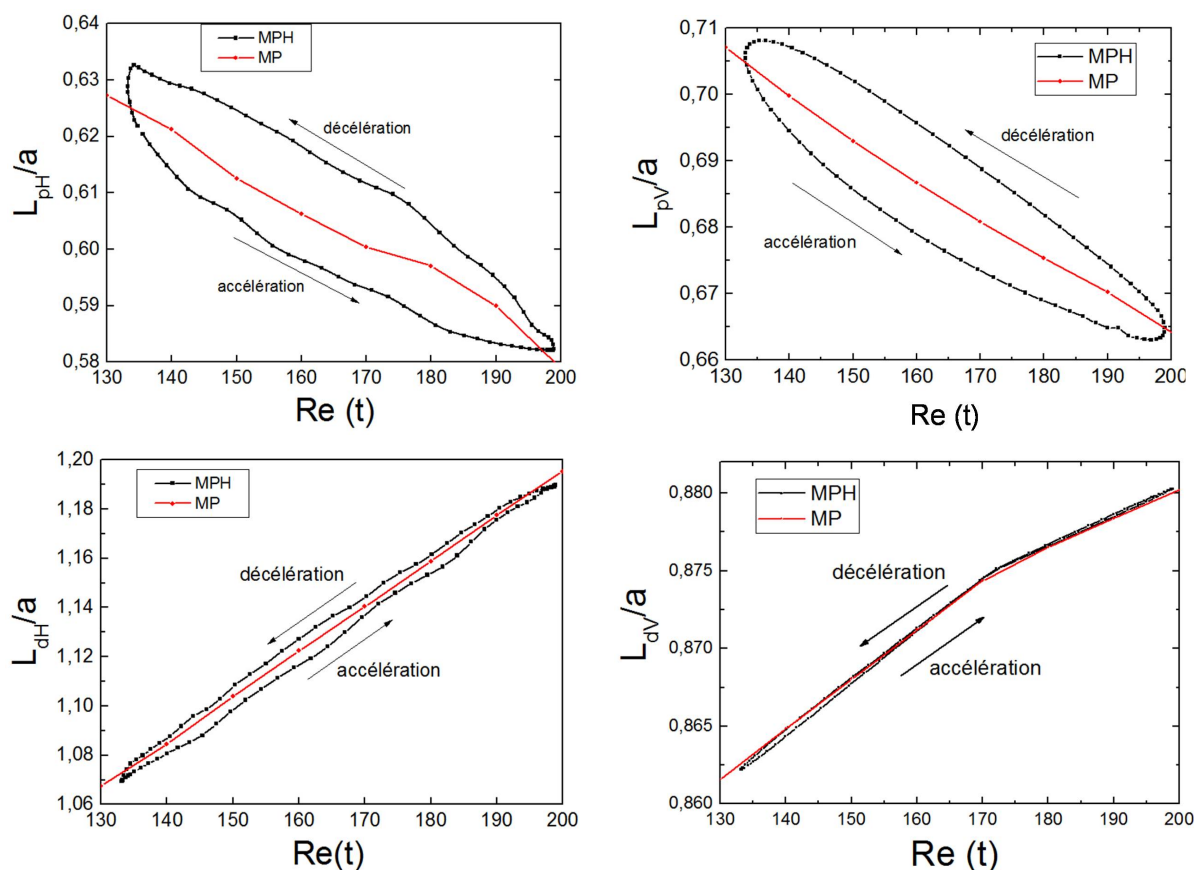 0,64
0,63
0,62
0,61
0,60
0,59
0,58
L_pH/a
MPH
MP
décélération
accélération
130 140 150 160 170 180 190 200
Re (t)
0,71
0,70
0,69
0,68
0,67
0,66
L_pV/a
MPH
MP
décélération
accélération
130 140 150 160 170 180 190 200
Re (t)
1,20
1,18
1,16
1,14
1,12
1,10
1,08
1,06
L_dH/a
MPH
MP
décélération
accélération
130 140 150 160 170 180 190 200
Re(t)
0,880
0,875
0,870
0,865
0,860
L_dV/a
MPH
MP
décélération
accélération
130 140 150 160 170 180 190 200
Re (t)